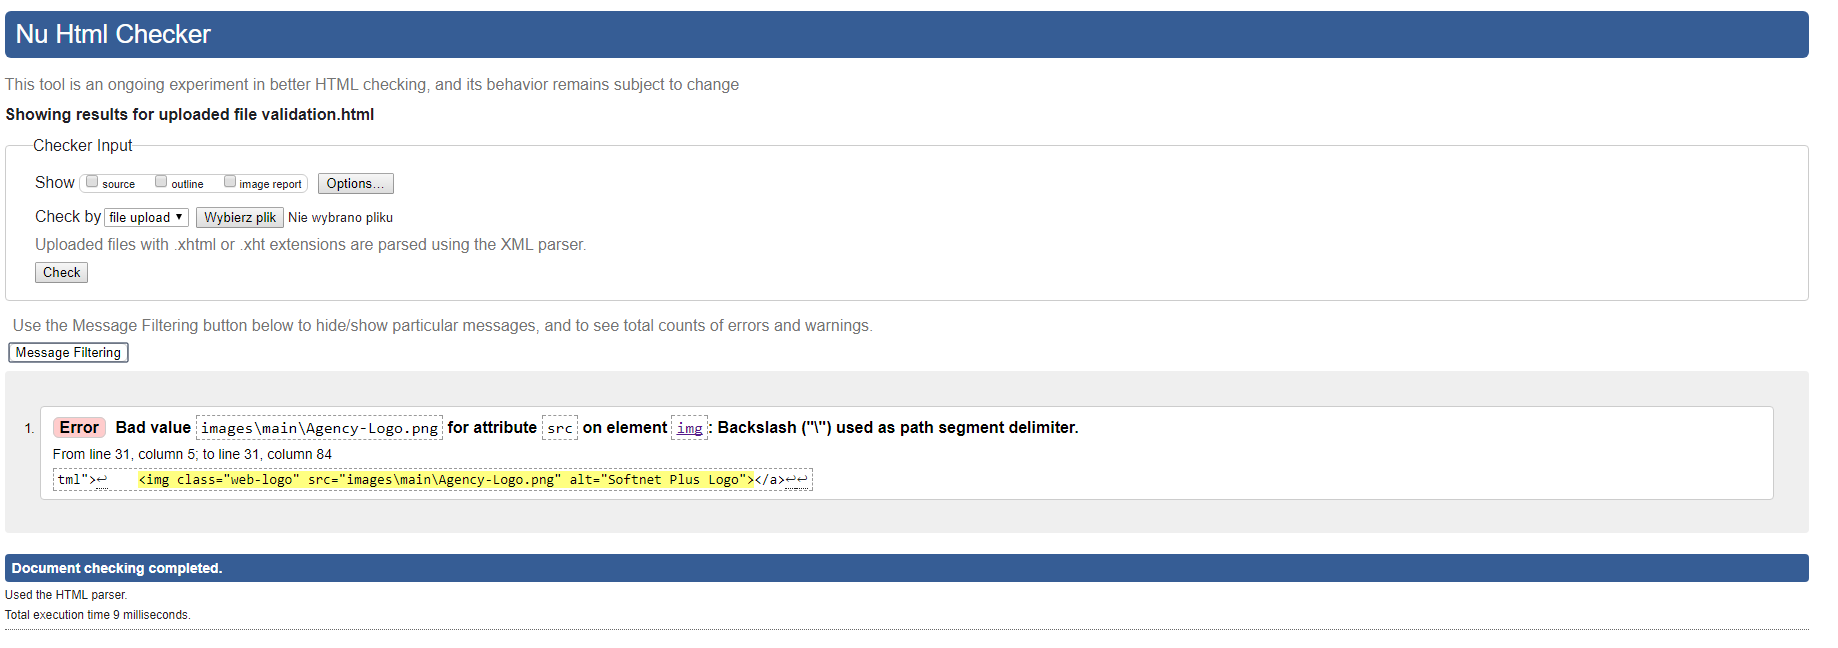 Nu Html Checker
This tool is an ongoing experiment in better HTML checking, and its behavior remains subject to change
Showing results for uploaded file validation.html
Checker Input
Show source outline image report Options...
Check by file upload ▼ Wybierz plik Nie wybrano pliku
Uploaded files with .xhtml or .xht extensions are parsed using the XML parser.
Check
Use the Message Filtering button below to hide/show particular messages, and to see total counts of errors and warnings.
Message Filtering
1. Error Bad value images\main\Agency-Logo.png for attribute src on element img: Backslash ("\") used as path segment delimiter.
From line 31, column 5; to line 31, column 84
tml">↩    <img class="web-logo" src="images\main\Agency-Logo.png" alt="Softnet Plus Logo"></a>↩↩
Document checking completed.
Used the HTML parser.
Total execution time 9 milliseconds.